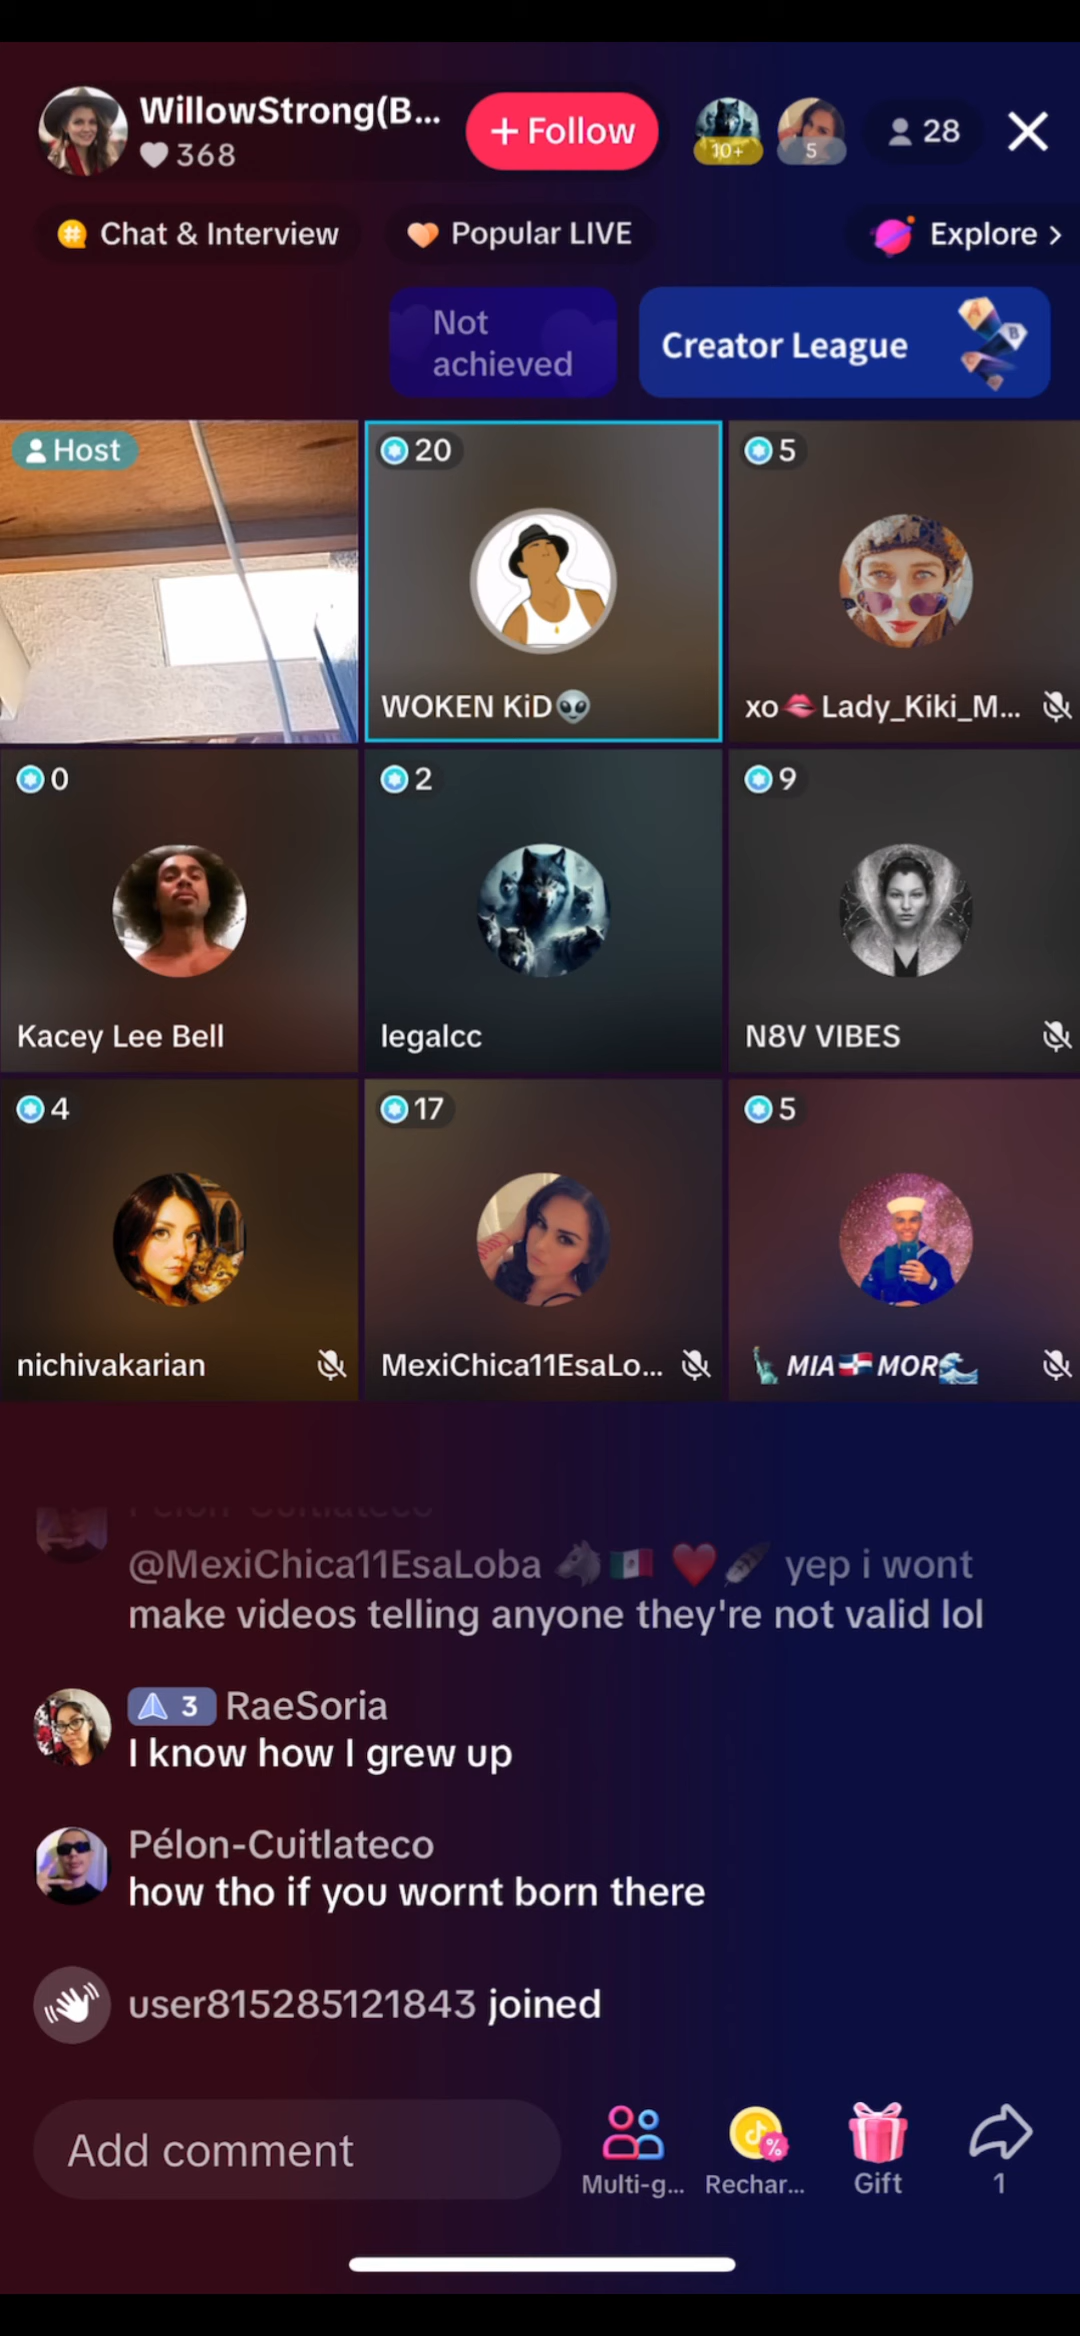 WillowStrong(B...
368
+ Follow
10+
5
28
Chat & Interview
Popular LIVE
Explore >
Not
achieved
Creator League
Host
20
WOKEN KiD👽
5
xo💋Lady_Kiki_M...
0
Kacey Lee Bell
2
legalcc
9
N8V VIBES
4
nichivakarian
17
MexiChica11EsaLo...
5
🗽MIA🇩🇴MOR🌊
Pélon-Cuitlateco
@MexiChica11EsaLoba 🐺🇲🇽 ❤️🪶 yep i wont
make videos telling anyone they're not valid lol
3 RaeSoria
I know how I grew up
Pélon-Cuitlateco
how tho if you wornt born there
user815285121843 joined
Add comment
Multi-g...
Rechar...
Gift
1